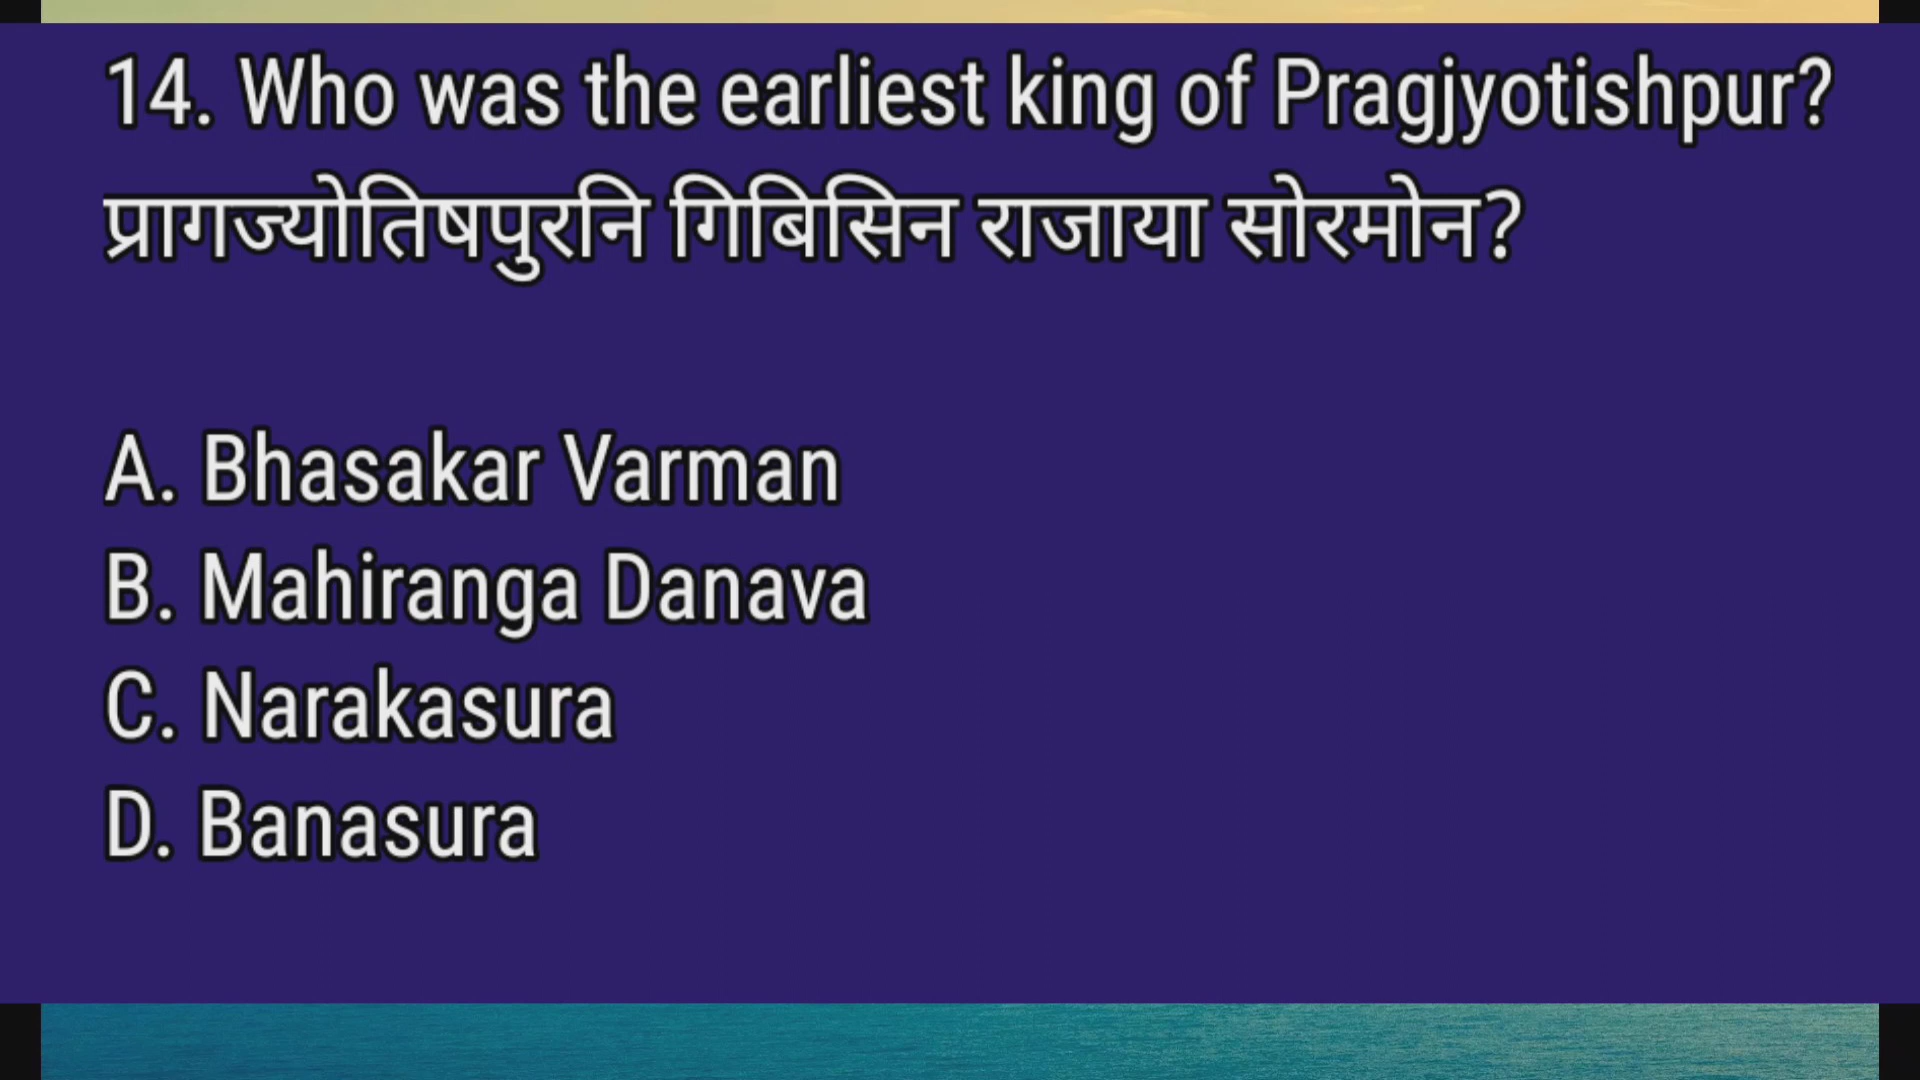 14. Who was the earliest king of Pragjyotishpur?
प्रागज्योतिषपुरनि गिबिसिन राजाया सोरमोन?
A. Bhasakar Varman
B. Mahiranga Danava
C. Narakasura
D. Banasura